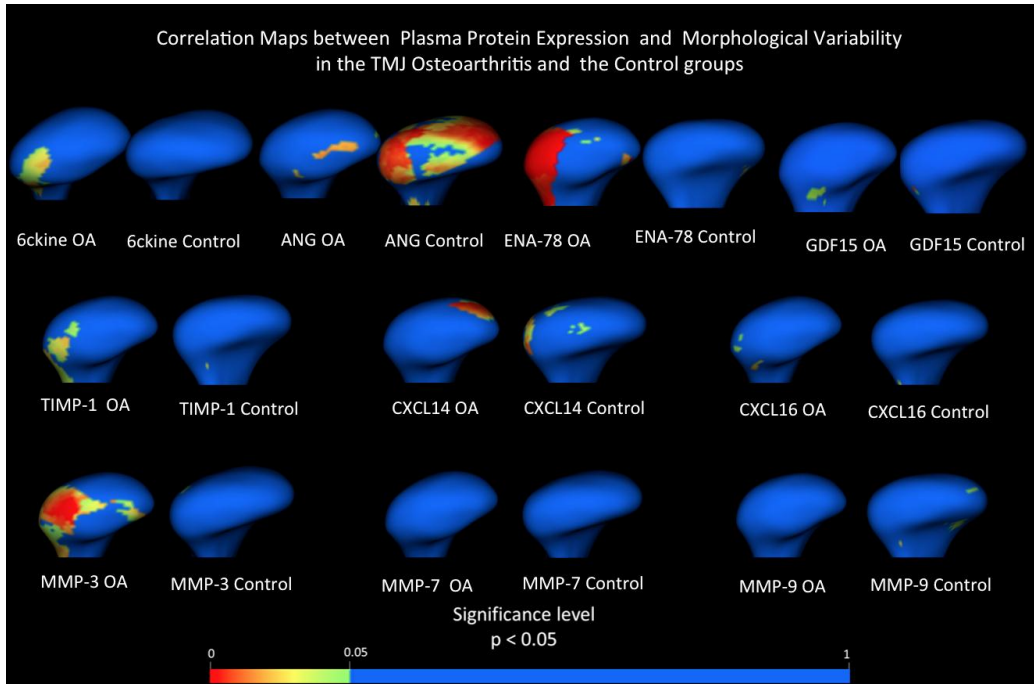 Correlation Maps between Plasma Protein Expression and Morphological Variability
in the TMJ Osteoarthritis and the Control groups
6ckine OA 6ckine Control ANG OA ANG Control ENA-78 OA ENA-78 Control GDF15 OA GDF15 Control
TIMP-1 OA TIMP-1 Control CXCL14 OA CXCL14 Control CXCL16 OA CXCL16 Control
MMP-3 OA MMP-3 Control MMP-7 OA MMP-7 Control MMP-9 OA MMP-9 Control
Significance level
p < 0.05
0 0.05 1